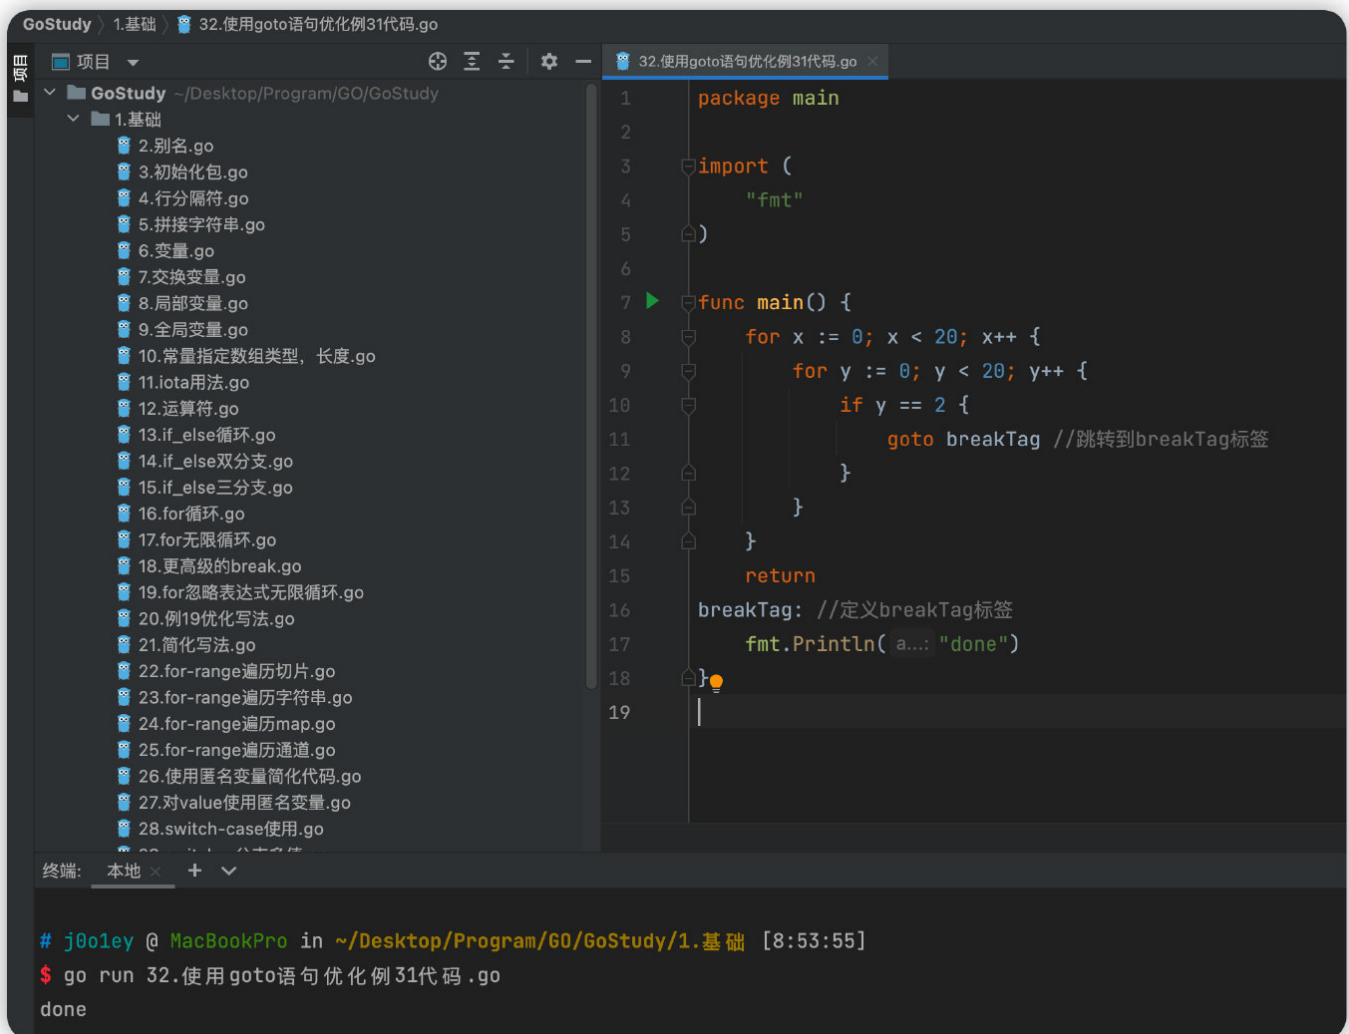 GoStudy 1.基础 32.使用goto语句优化例31代码.go
项目
项目
GoStudy ~/Desktop/Program/GO/GoStudy
1.基础
2.别名.go
3.初始化包.go
4.行分隔符.go
5.拼接字符串.go
6.变量.go
7.交换变量.go
8.局部变量.go
9.全局变量.go
10.常量指定数组类型，长度.go
11.iota用法.go
12.运算符.go
13.if_else循环.go
14.if_else双分支.go
15.if_else三分支.go
16.for循环.go
17.for无限循环.go
18.更高级的break.go
19.for忽略表达式无限循环.go
20.例19优化写法.go
21.简化写法.go
22.for-range遍历切片.go
23.for-range遍历字符串.go
24.for-range遍历map.go
25.for-range遍历通道.go
26.使用匿名变量简化代码.go
27.对value使用匿名变量.go
28.switch-case使用.go
32.使用goto语句优化例31代码.go
1 package main
2
3 import (
4 "fmt"
5 )
6
7 func main() {
8 for x := 0; x < 20; x++ {
9 for y := 0; y < 20; y++ {
10 if y == 2 {
11 goto breakTag //跳转到breakTag标签
12 }
13 }
14 }
15 return
16 breakTag: //定义breakTag标签
17 fmt.Println( a...: "done")
18 }
19
终端: 本地
# j0o1ey @ MacBookPro in ~/Desktop/Program/GO/GoStudy/1.基础 [8:53:55]
$ go run 32.使用goto语句优化例31代码.go
done